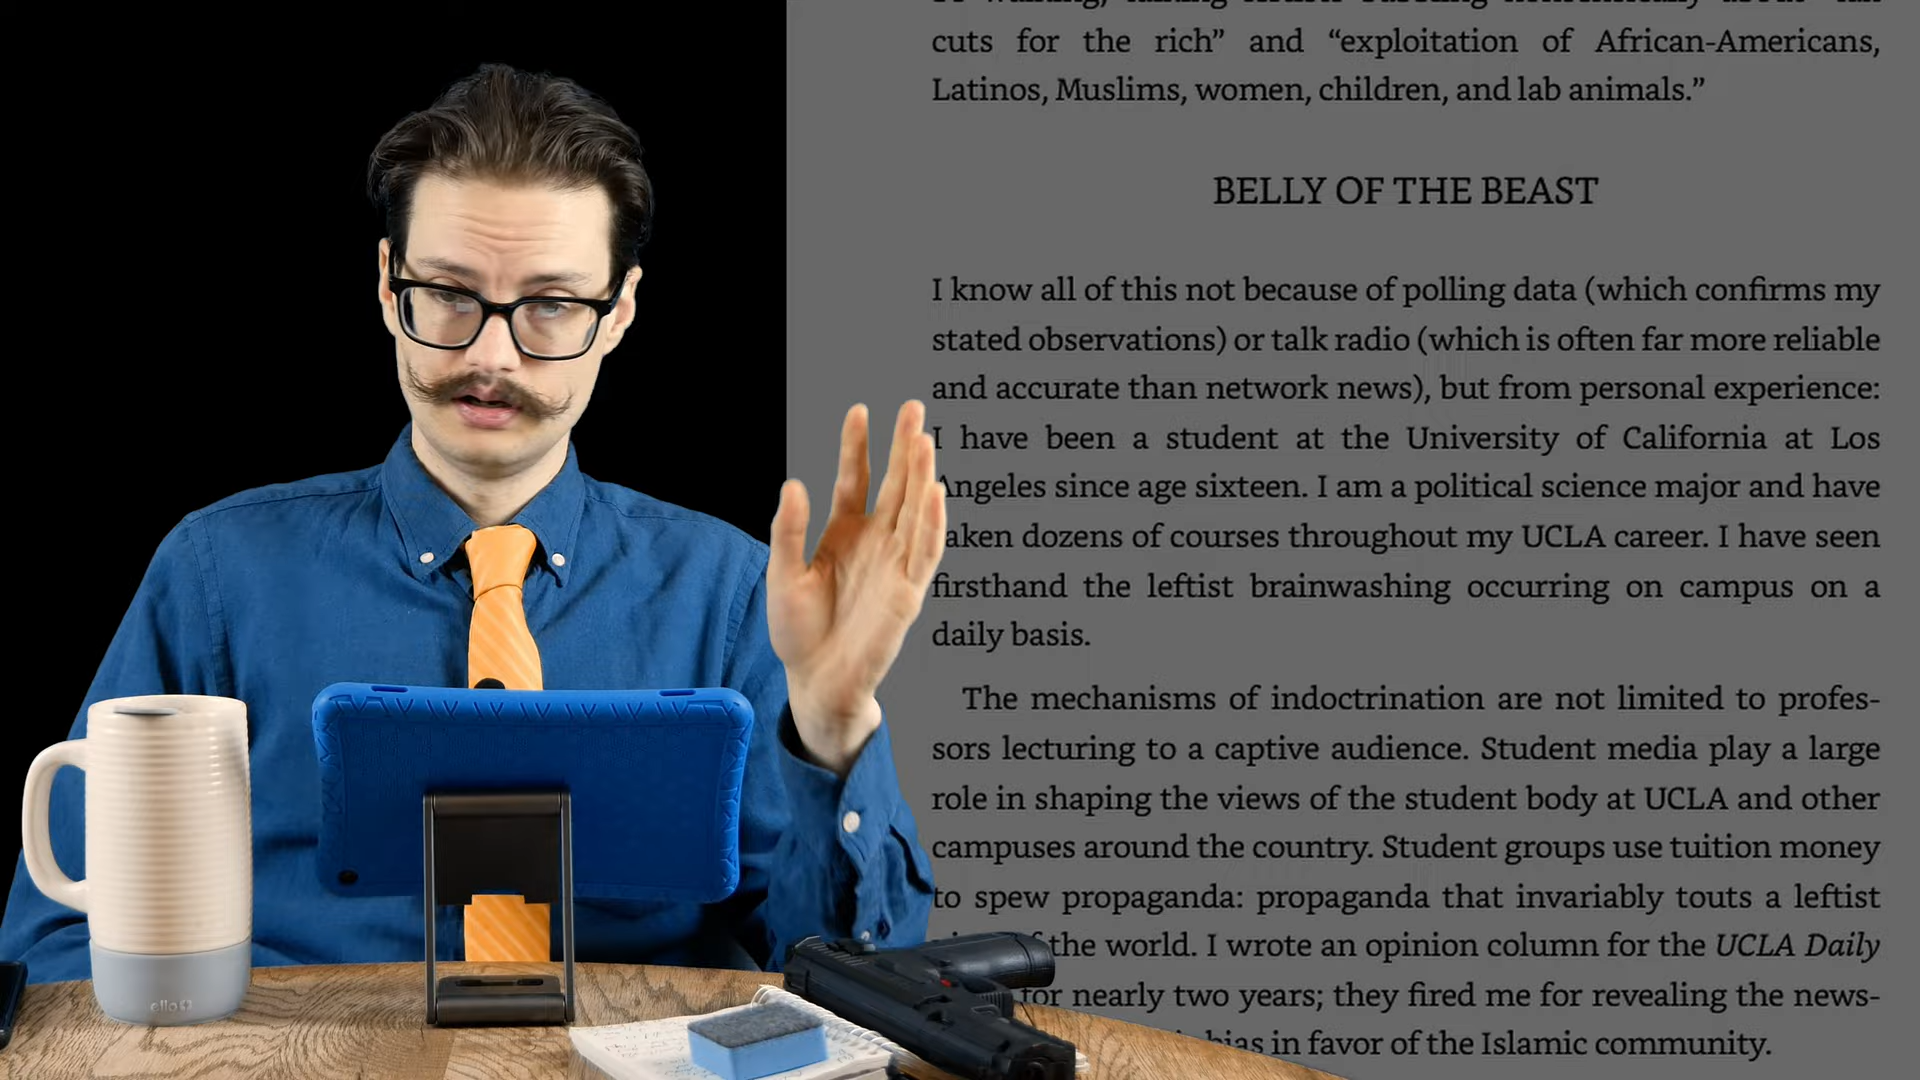 cuts for the rich” and “exploitation of African-Americans,
Latinos, Muslims, women, children, and lab animals.”
BELLY OF THE BEAST
I know all of this not because of polling data (which confirms my
stated observations) or talk radio (which is often far more reliable
and accurate than network news), but from personal experience:
I have been a student at the University of California at Los
Angeles since age sixteen. I am a political science major and have
taken dozens of courses throughout my UCLA career. I have seen
firsthand the leftist brainwashing occurring on campus on a
daily basis.
The mechanisms of indoctrination are not limited to profes-
sors lecturing to a captive audience. Student media play a large
role in shaping the views of the student body at UCLA and other
campuses around the country. Student groups use tuition money
to spew propaganda: propaganda that invariably touts a leftist
of the world. I wrote an opinion column for the UCLA Daily
for nearly two years; they fired me for revealing the news-
bias in favor of the Islamic community.
ello